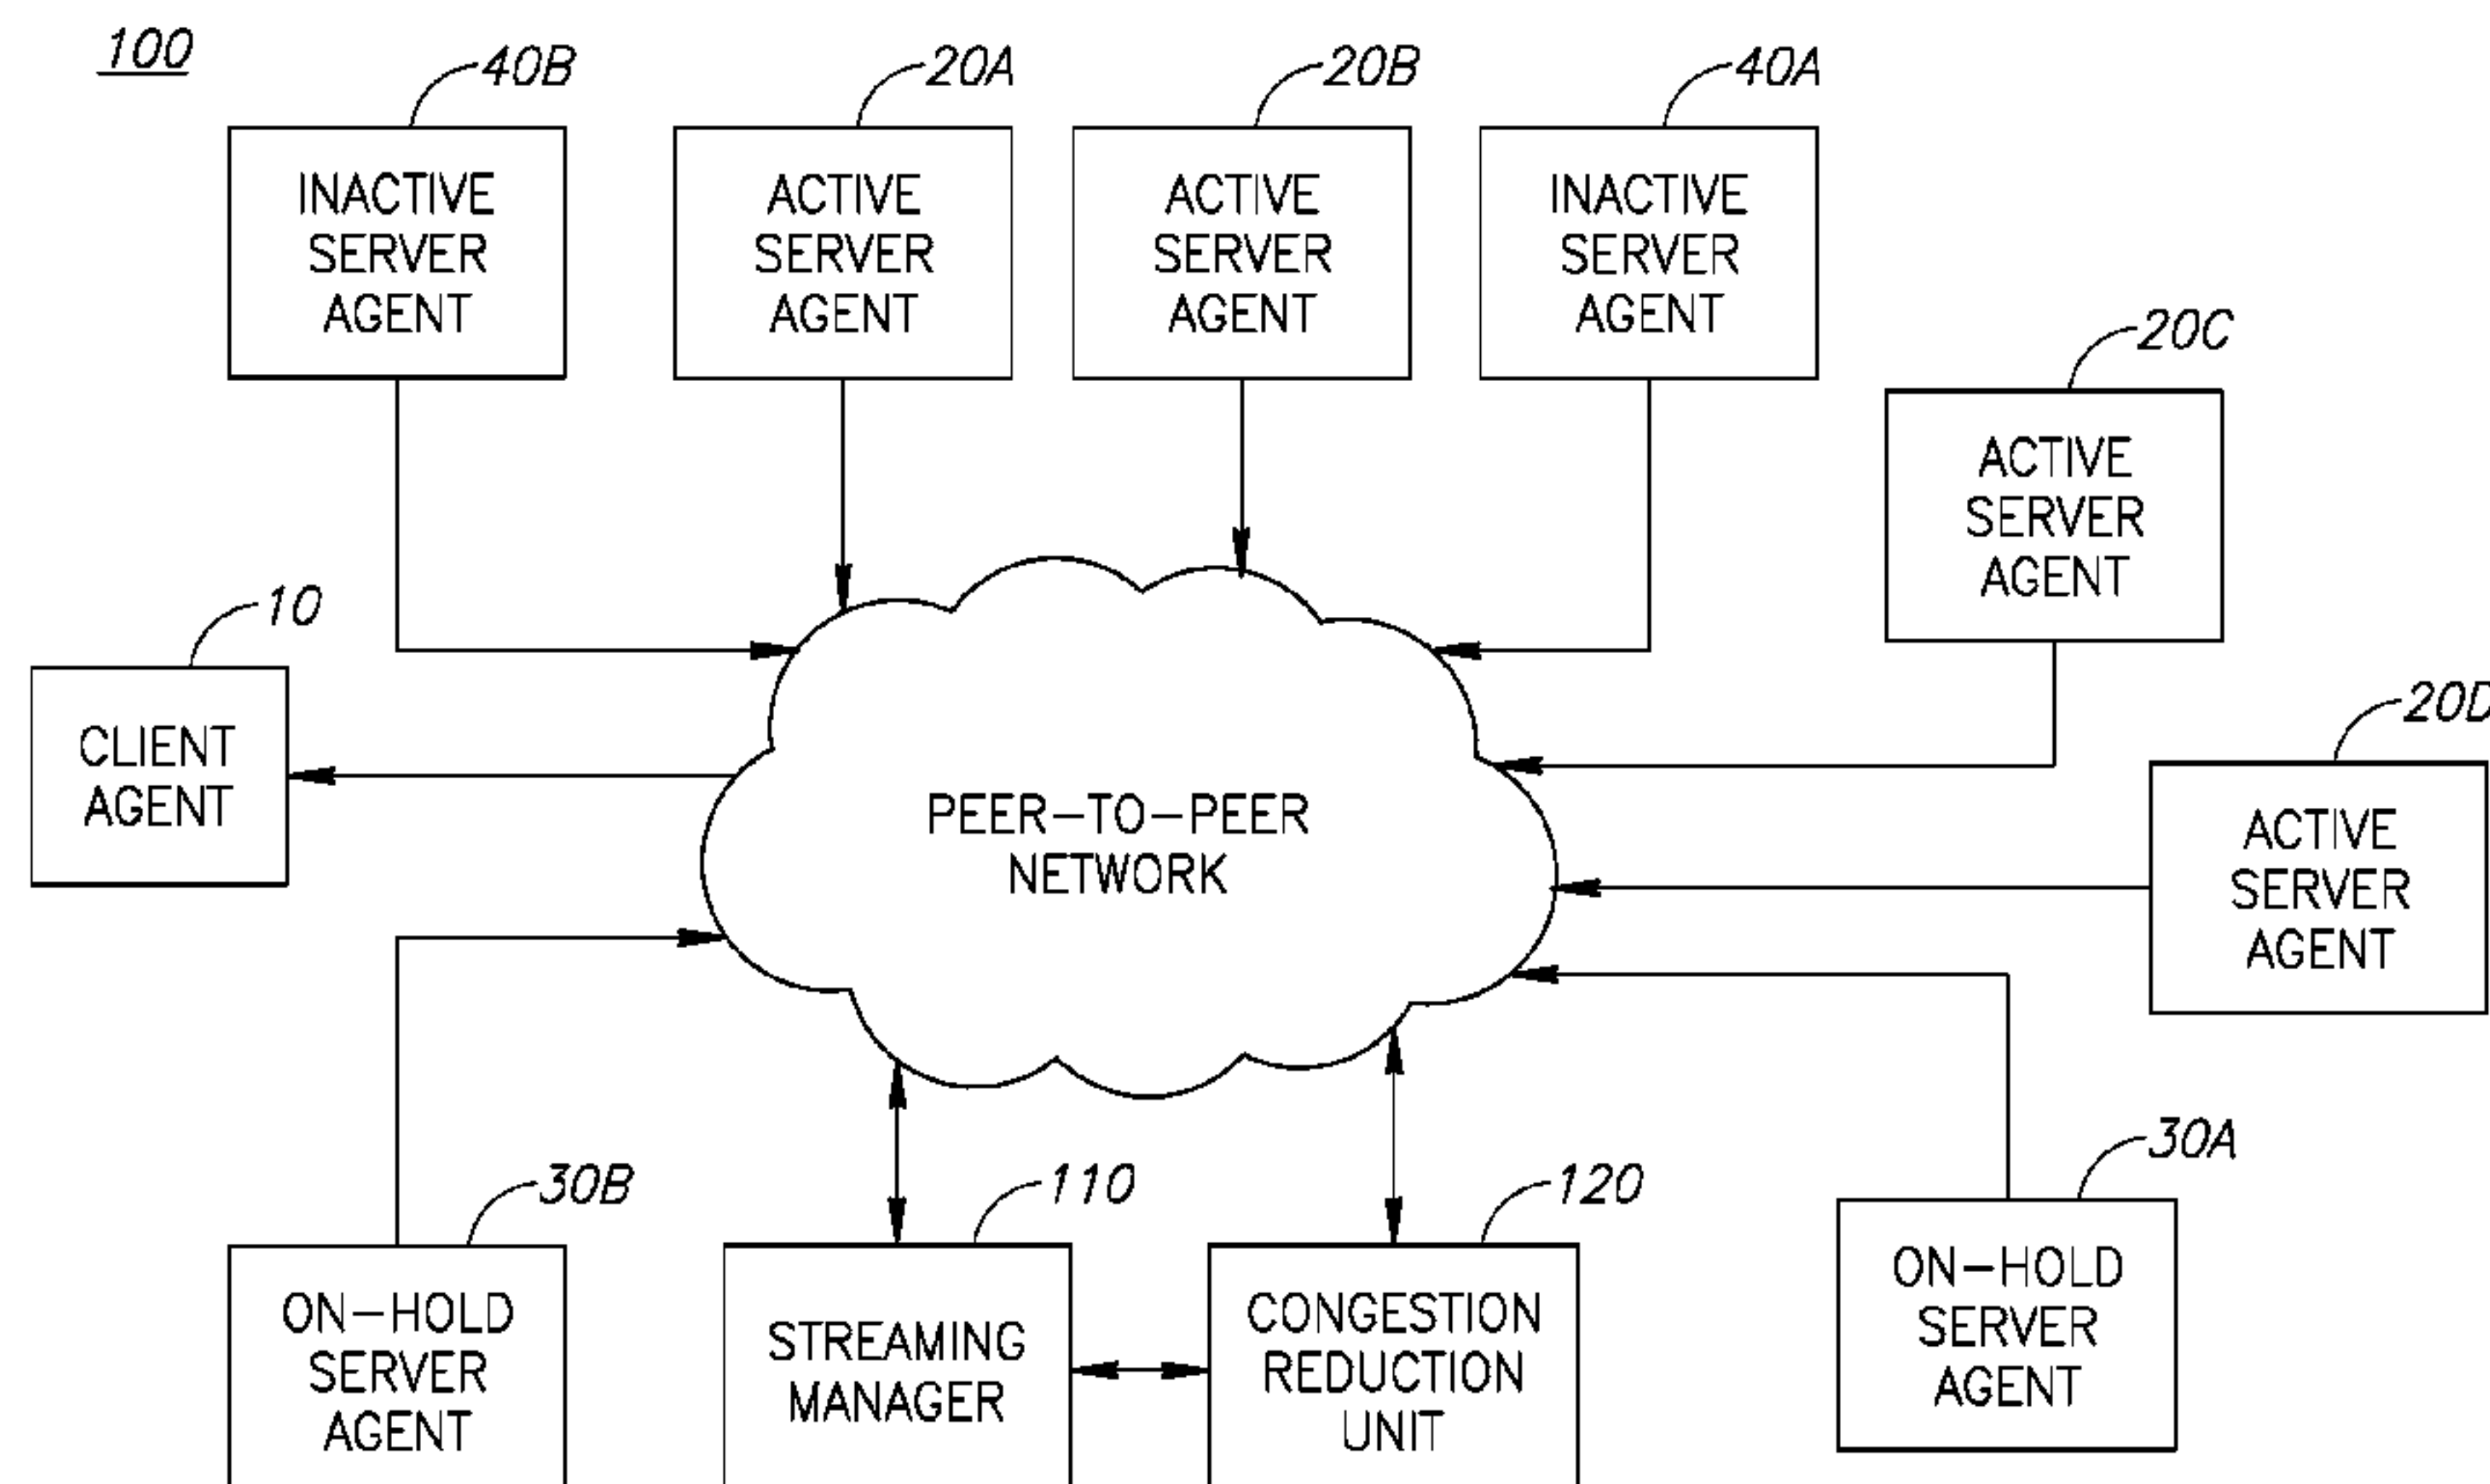 100
40B
20A
20B
40A
INACTIVE
SERVER
AGENT
ACTIVE
SERVER
AGENT
ACTIVE
SERVER
AGENT
INACTIVE
SERVER
AGENT
20C
ACTIVE
SERVER
AGENT
10
CLIENT
AGENT
20D
ACTIVE
SERVER
AGENT
PEER-TO-PEER
NETWORK
30B
ON-HOLD
SERVER
AGENT
110
STREAMING
MANAGER
120
CONGESTION
REDUCTION
UNIT
30A
ON-HOLD
SERVER
AGENT